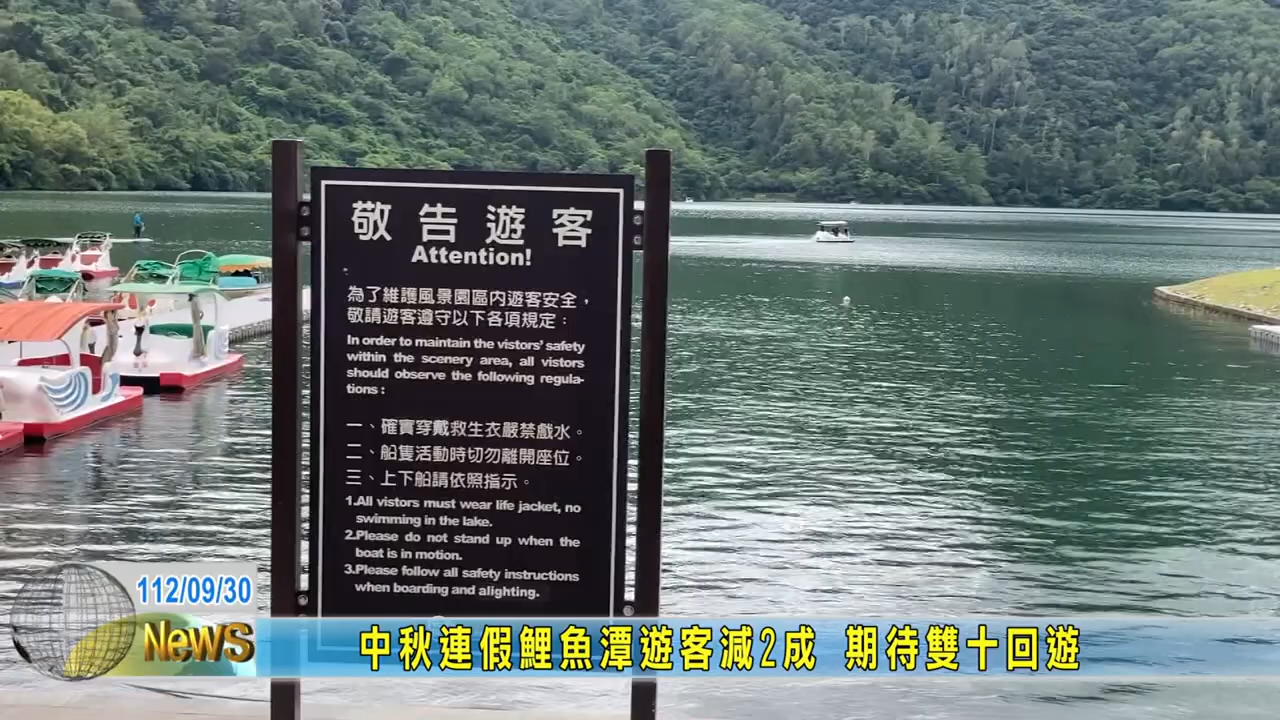 敬告遊客
Attention!
為了維護風景園區內遊客安全，
敬請遊客遵守以下各項規定：
In order to maintain the vistors' safety
within the scenery area, all vistors
should observe the following regula-
tions :
一、確實穿戴救生衣嚴禁戲水。
二、船隻活動時切勿離開座位。
三、上下船請依照指示。
1.All vistors must wear life jacket, no
swimming in the lake.
2.Please do not stand up when the
boat is in motion.
3.Please follow all safety instructions
when boarding and alighting.
112/09/30
News
中秋連假鯉魚潭遊客減2成 期待雙十回遊